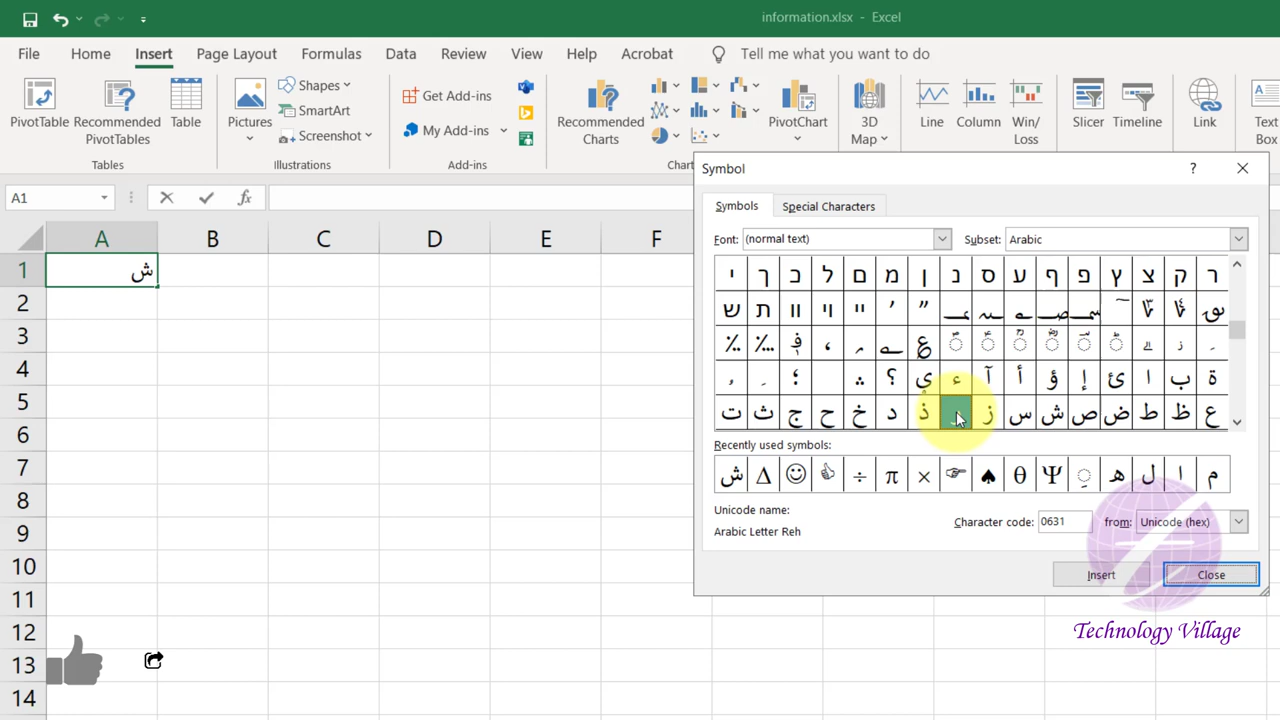 information.xlsx - Excel
File Home Insert Page Layout Formulas Data Review View Help Acrobat Tell me what you want to do
PivotTable Recommended PivotTables Table Pictures Shapes SmartArt Screenshot Get Add-ins My Add-ins Recommended Charts PivotChart 3D Map Line Column Win/Loss Slicer Timeline Link Text Box
Tables Illustrations Add-ins
Symbol ?
A1 fx
Symbols Special Characters
Font: (normal text) Subset: Arabic
A B C D E F
1 ش
2
3
4
5
6
7
8
9
10
11
12
13
14
י ך כ ל ם מ ן נ ס ע ף פ ץ צ ק ר
ש ת װ ױ ײ ׳ ״
؛ ؟ ى ء آ أ ؤ إ ئ ا ب ة
ت ث ج ح خ د ذ ز س ش ص ض ط ظ ع
Recently used symbols:
ش Δ ☺ 👍 ÷ π × ☞ ♠ θ Ψ ◌ِ ه ل ا م
Unicode name:
Arabic Letter Reh
Character code: 0631 from: Unicode (hex)
Insert Close
Technology Village